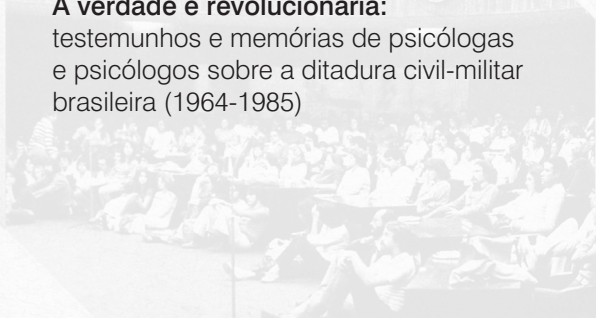 A verdade é revolucionária:
testemunhos e memórias de psicólogas
e psicólogos sobre a ditadura civil-militar
brasileira (1964-1985)